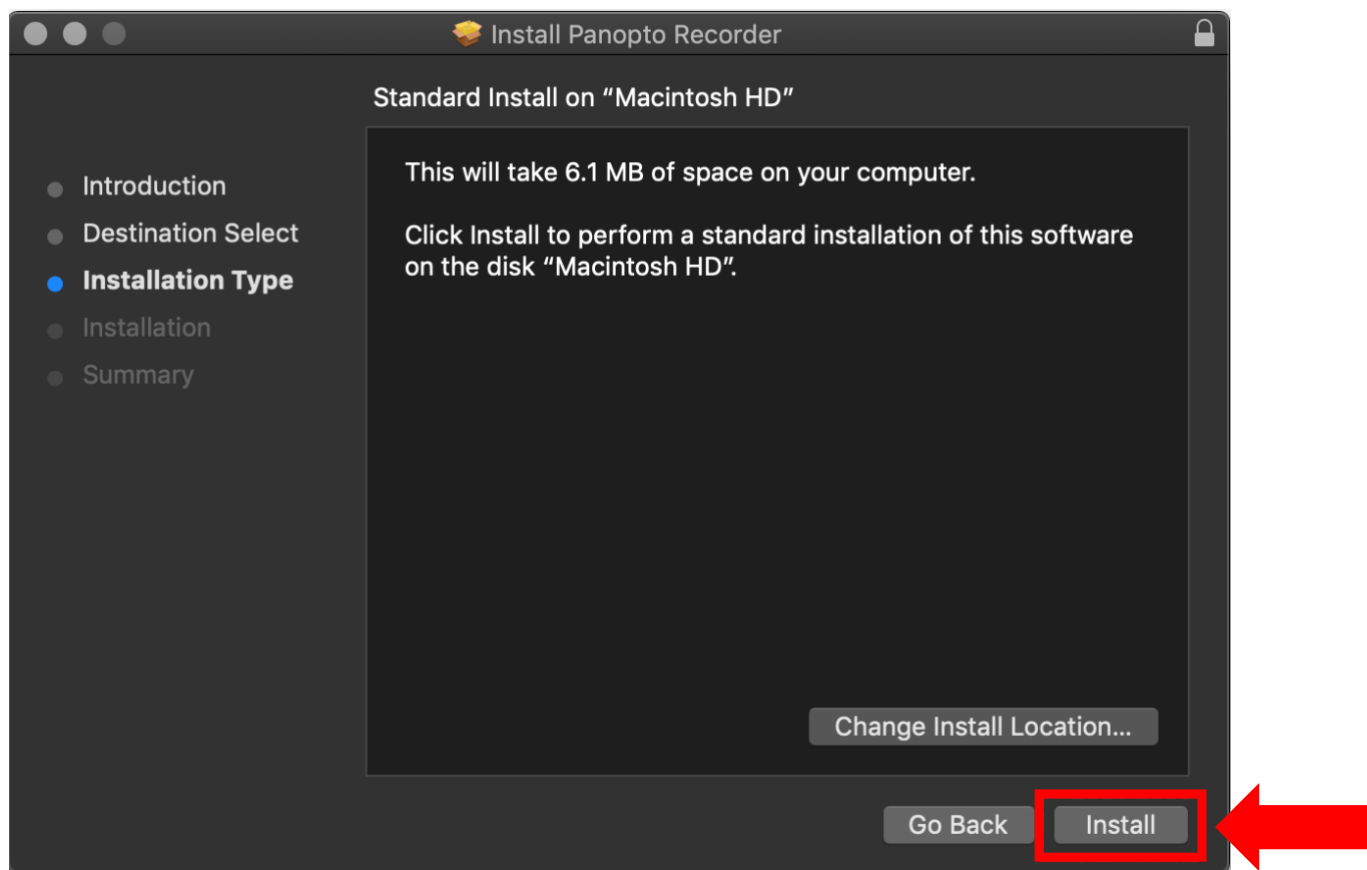 Install Panopto Recorder
Standard Install on “Macintosh HD”
Introduction
Destination Select
Installation Type
Installation
Summary
This will take 6.1 MB of space on your computer.
Click Install to perform a standard installation of this software
on the disk “Macintosh HD”.
Change Install Location...
Go Back
Install